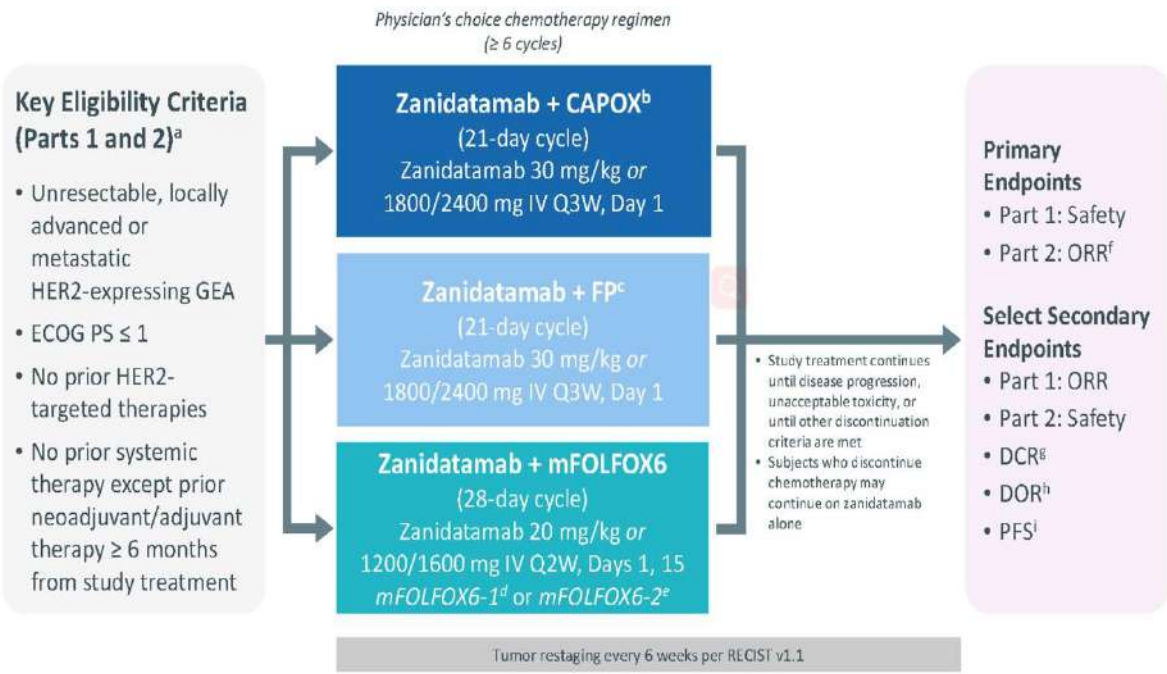 Physician's choice chemotherapy regimen
(≥ 6 cycles)
Key Eligibility Criteria
(Parts 1 and 2)ᵃ
• Unresectable, locally
advanced or
metastatic
HER2-expressing GEA
• ECOG PS ≤ 1
• No prior HER2-
targeted therapies
• No prior systemic
therapy except prior
neoadjuvant/adjuvant
therapy ≥ 6 months
from study treatment
Zanidatamab + CAPOXᵇ
(21-day cycle)
Zanidatamab 30 mg/kg or
1800/2400 mg IV Q3W, Day 1
Zanidatamab + FPᶜ
(21-day cycle)
Zanidatamab 30 mg/kg or
1800/2400 mg IV Q3W, Day 1
Zanidatamab + mFOLFOX6
(28-day cycle)
Zanidatamab 20 mg/kg or
1200/1600 mg IV Q2W, Days 1, 15
mFOLFOX6-1ᵈ or mFOLFOX6-2ᵉ
• Study treatment continues
until disease progression,
unacceptable toxicity, or
until other discontinuation
criteria are met
• Subjects who discontinue
chemotherapy may
continue on zanidatamab
alone
Primary
Endpoints
• Part 1: Safety
• Part 2: ORRᶠ
Select Secondary
Endpoints
• Part 1: ORR
• Part 2: Safety
• DCRᵍ
• DORʰ
• PFSⁱ
Tumor restaging every 6 weeks per RECIST v1.1